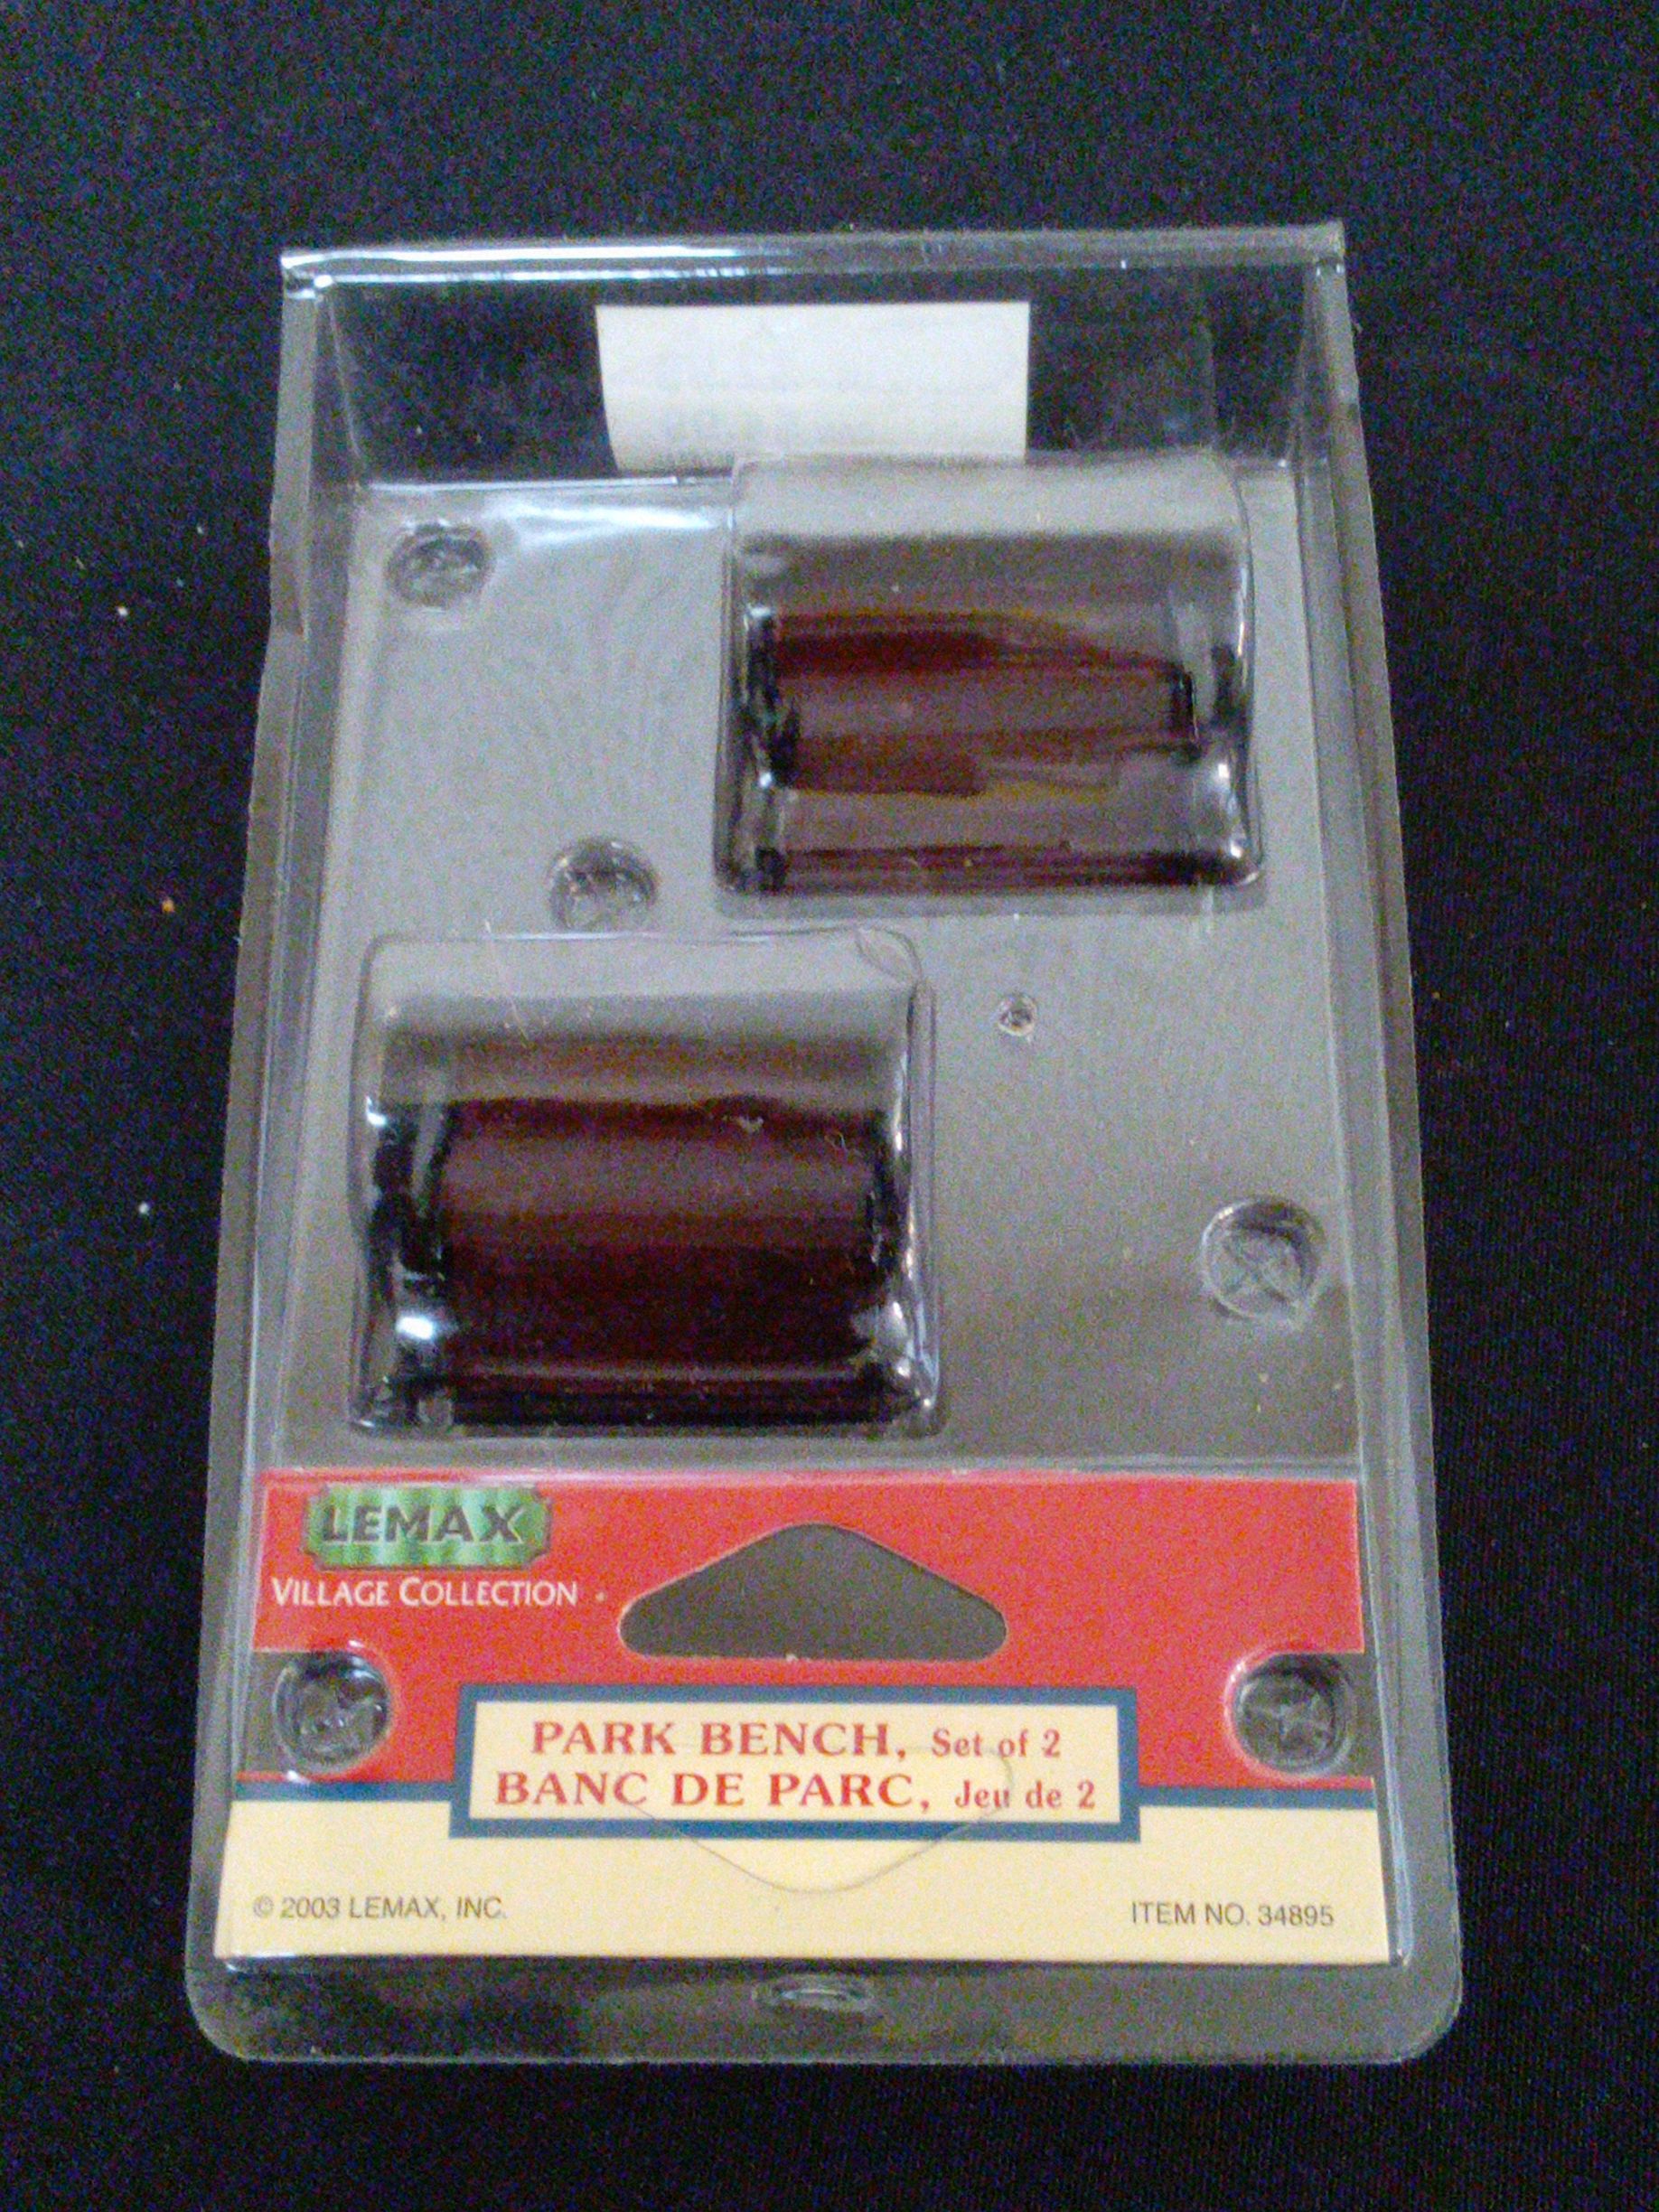 LEMAX
VILLAGE COLLECTION
PARK BENCH, Set of 2
BANC DE PARC, Jeu de 2
© 2003 LEMAX, INC.
ITEM NO. 34895